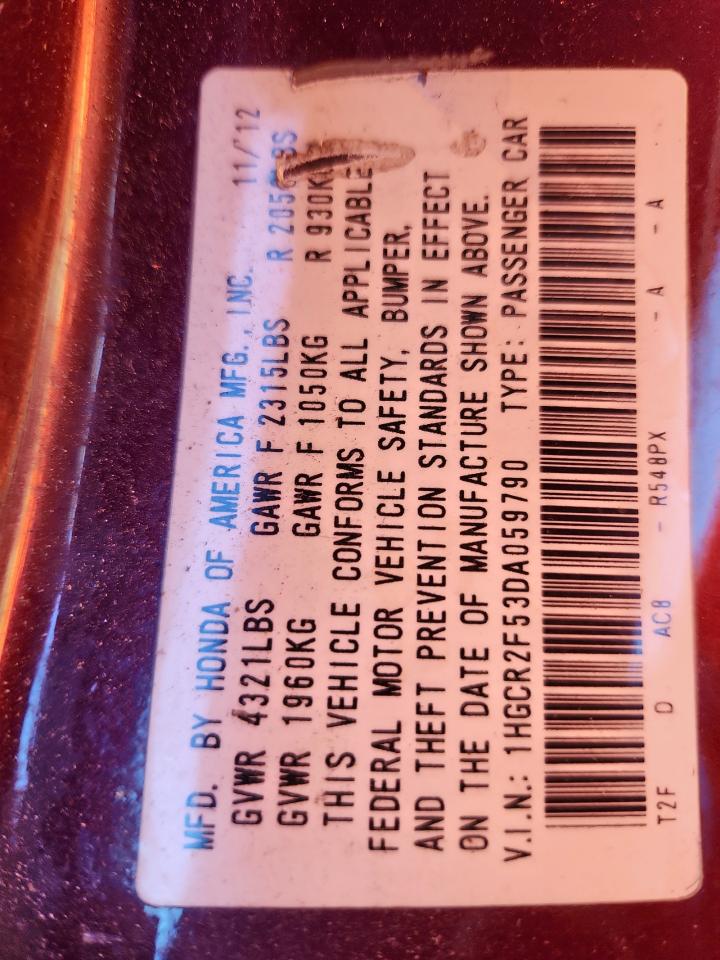 MFD. BY HONDA OF AMERICA MFG., INC. 11/12
GVWR 4321LBS GAWR F 2315LBS R
GVWR 1960KG GAWR F 1050KG R 930KG
THIS VEHICLE CONFORMS TO ALL APPLICABLE
FEDERAL MOTOR VEHICLE SAFETY, BUMPER,
AND THEFT PREVENTION STANDARDS IN EFFECT
ON THE DATE OF MANUFACTURE SHOWN ABOVE.
V.I.N.: 1HGCR2F53DA059790 TYPE: PASSENGER CAR
T2F D AC8 - R548PX - A - A